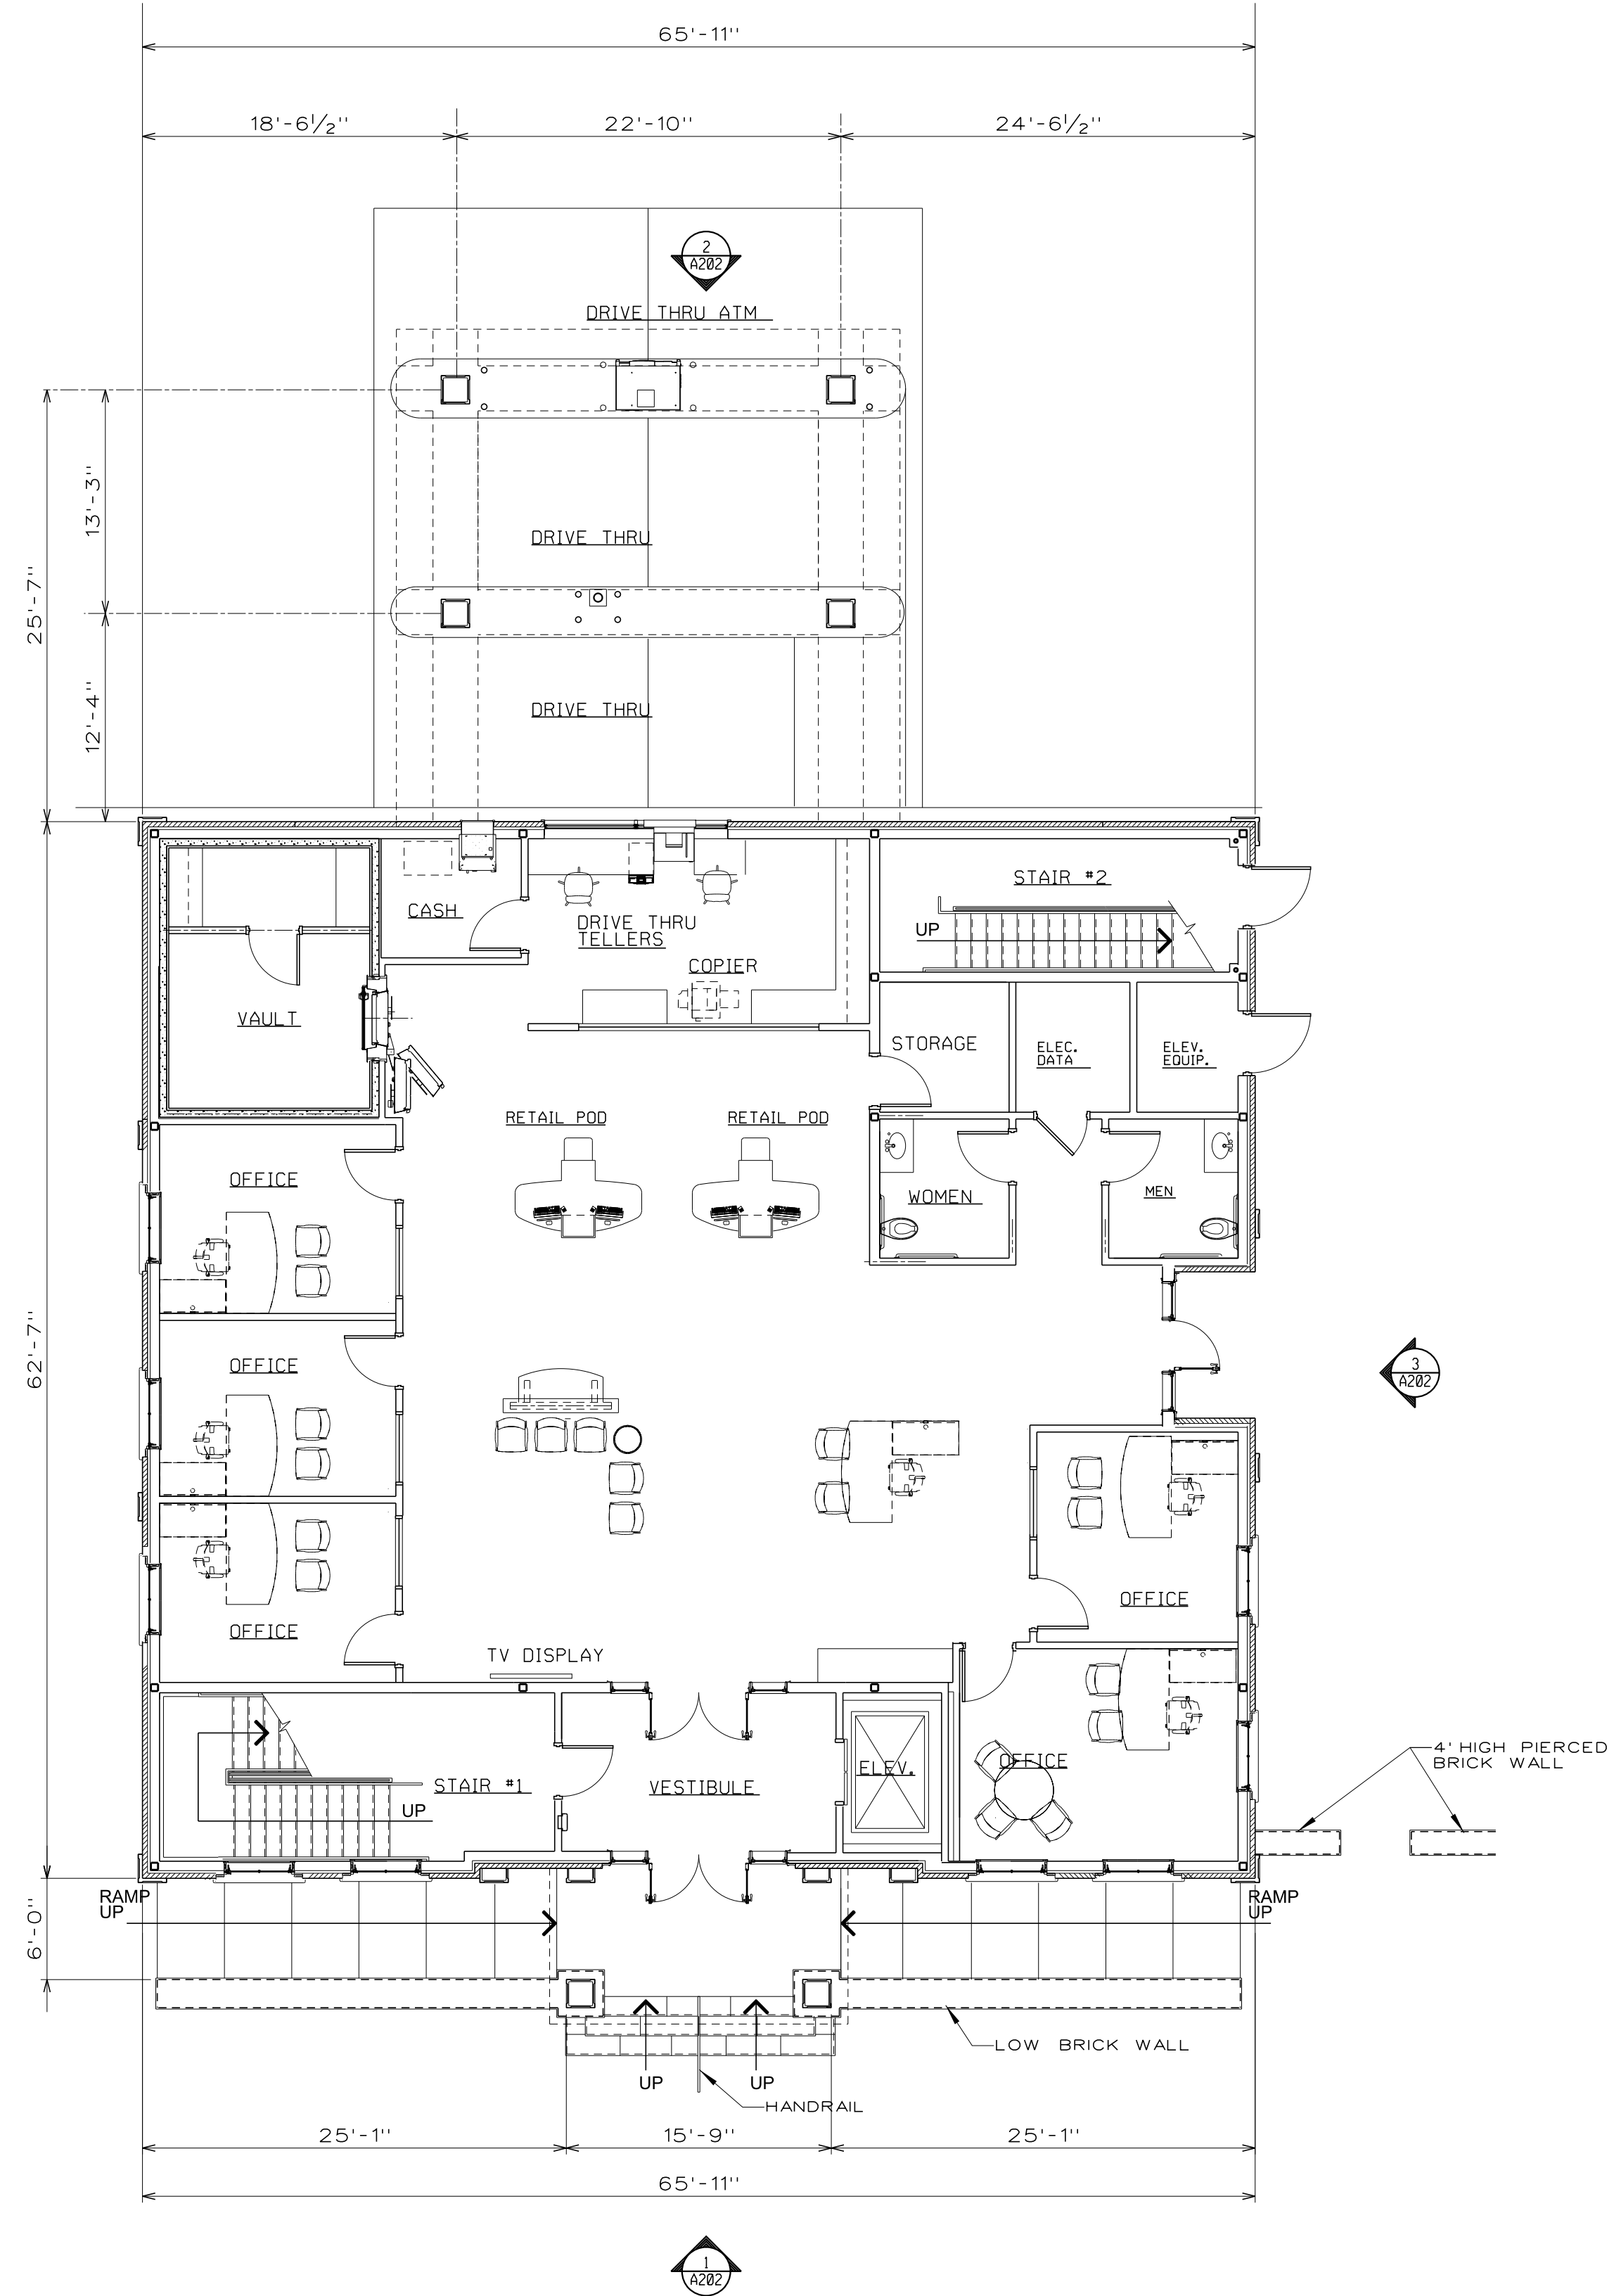 65'-11"
18'-6 1/2"
22'-10"
24'-6 1/2"
2
A202
DRIVE THRU ATM
13'-3"
25'-7"
DRIVE THRU
12'-4"
DRIVE THRU
STAIR #2
CASH
DRIVE THRU
TELLERS
UP
COPIER
VAULT
STORAGE
ELEC.
DATA
ELEV.
EQUIP.
RETAIL POD
RETAIL POD
OFFICE
WOMEN
MEN
62'-7"
OFFICE
3
A202
OFFICE
OFFICE
TV DISPLAY
4' HIGH PIERCED
BRICK WALL
OFFICE
ELEV.
STAIR #1
VESTIBULE
UP
RAMP
UP
RAMP
UP
6'-0"
LOW BRICK WALL
UP
UP
HANDRAIL
25'-1"
15'-9"
25'-1"
65'-11"
1
A202